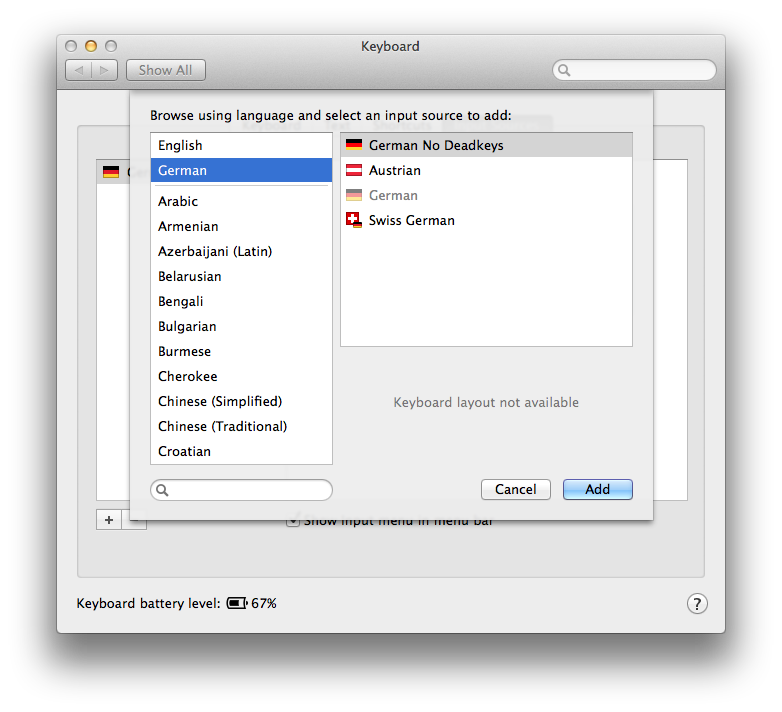 Keyboard
Show All
Browse using language and select an input source to add:
English
German
Arabic
Armenian
Azerbaijani (Latin)
Belarusian
Bengali
Bulgarian
Burmese
Cherokee
Chinese (Simplified)
Chinese (Traditional)
Croatian
German No Deadkeys
Austrian
German
Swiss German
Keyboard layout not available
Cancel
Add
+
Show input menu in menu bar
Keyboard battery level: 67%
?